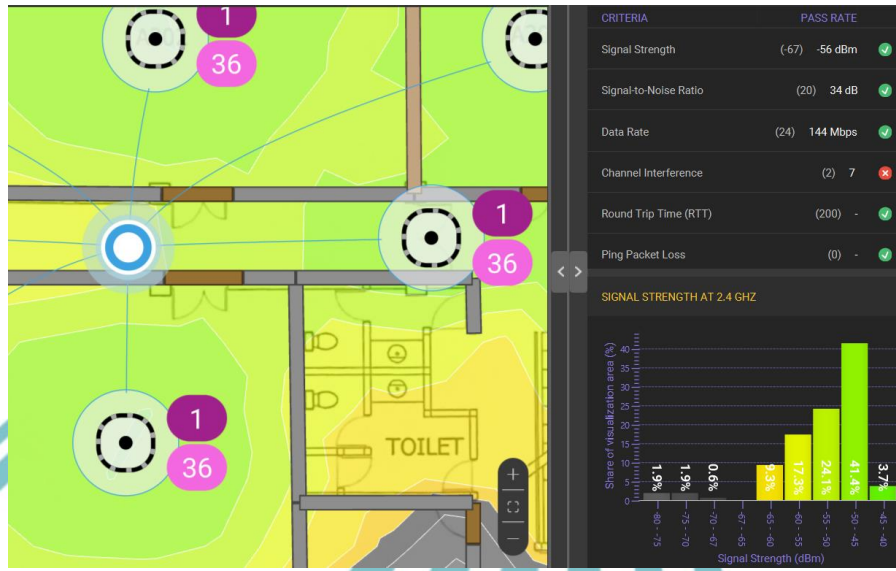 1
36
1
36
1
36
TOILET
CRITERIA PASS RATE
Signal Strength (-67) -56 dBm
Signal-to-Noise Ratio (20) 34 dB
Data Rate (24) 144 Mbps
Channel Interference (2) 7
Round Trip Time (RTT) (200) -
Ping Packet Loss (0) -
SIGNAL STRENGTH AT 2.4 GHZ
Share of visualization area (%)
40
35
30
25
20
15
10
5
0
1.9% 1.9% 0.6% 9.3% 17.3% 24.1% 41.4% 3.7%
-80 - -75 -75 - -70 -70 - -67 -67 - -65 -65 - -60 -60 - -55 -55 - -50 -50 - -45 -45 - -40
Signal Strength (dBm)